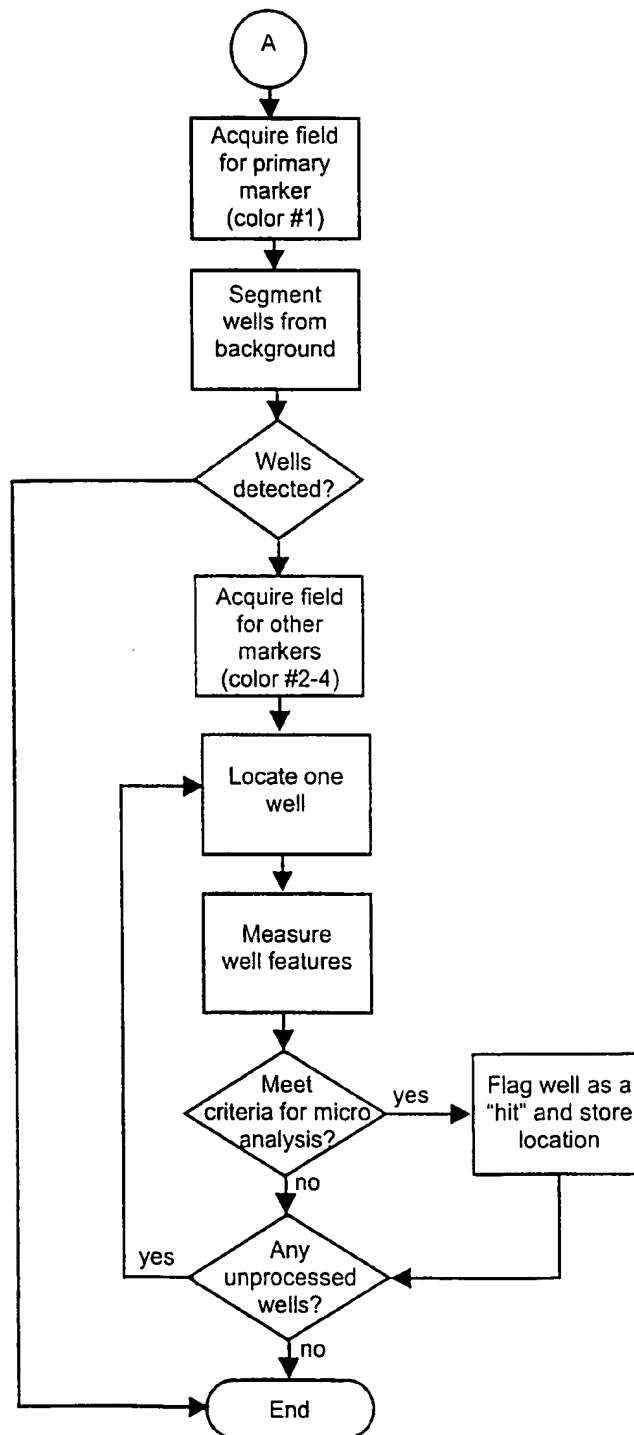 A
Acquire field
for primary
marker
(color #1)
Segment
wells from
background
Wells
detected?
Acquire field
for other
markers
(color #2-4)
Locate one
well
Measure
well features
Meet
criteria for micro
analysis?
yes
Flag well as a
"hit" and store
location
no
yes
Any
unprocessed
wells?
no
End